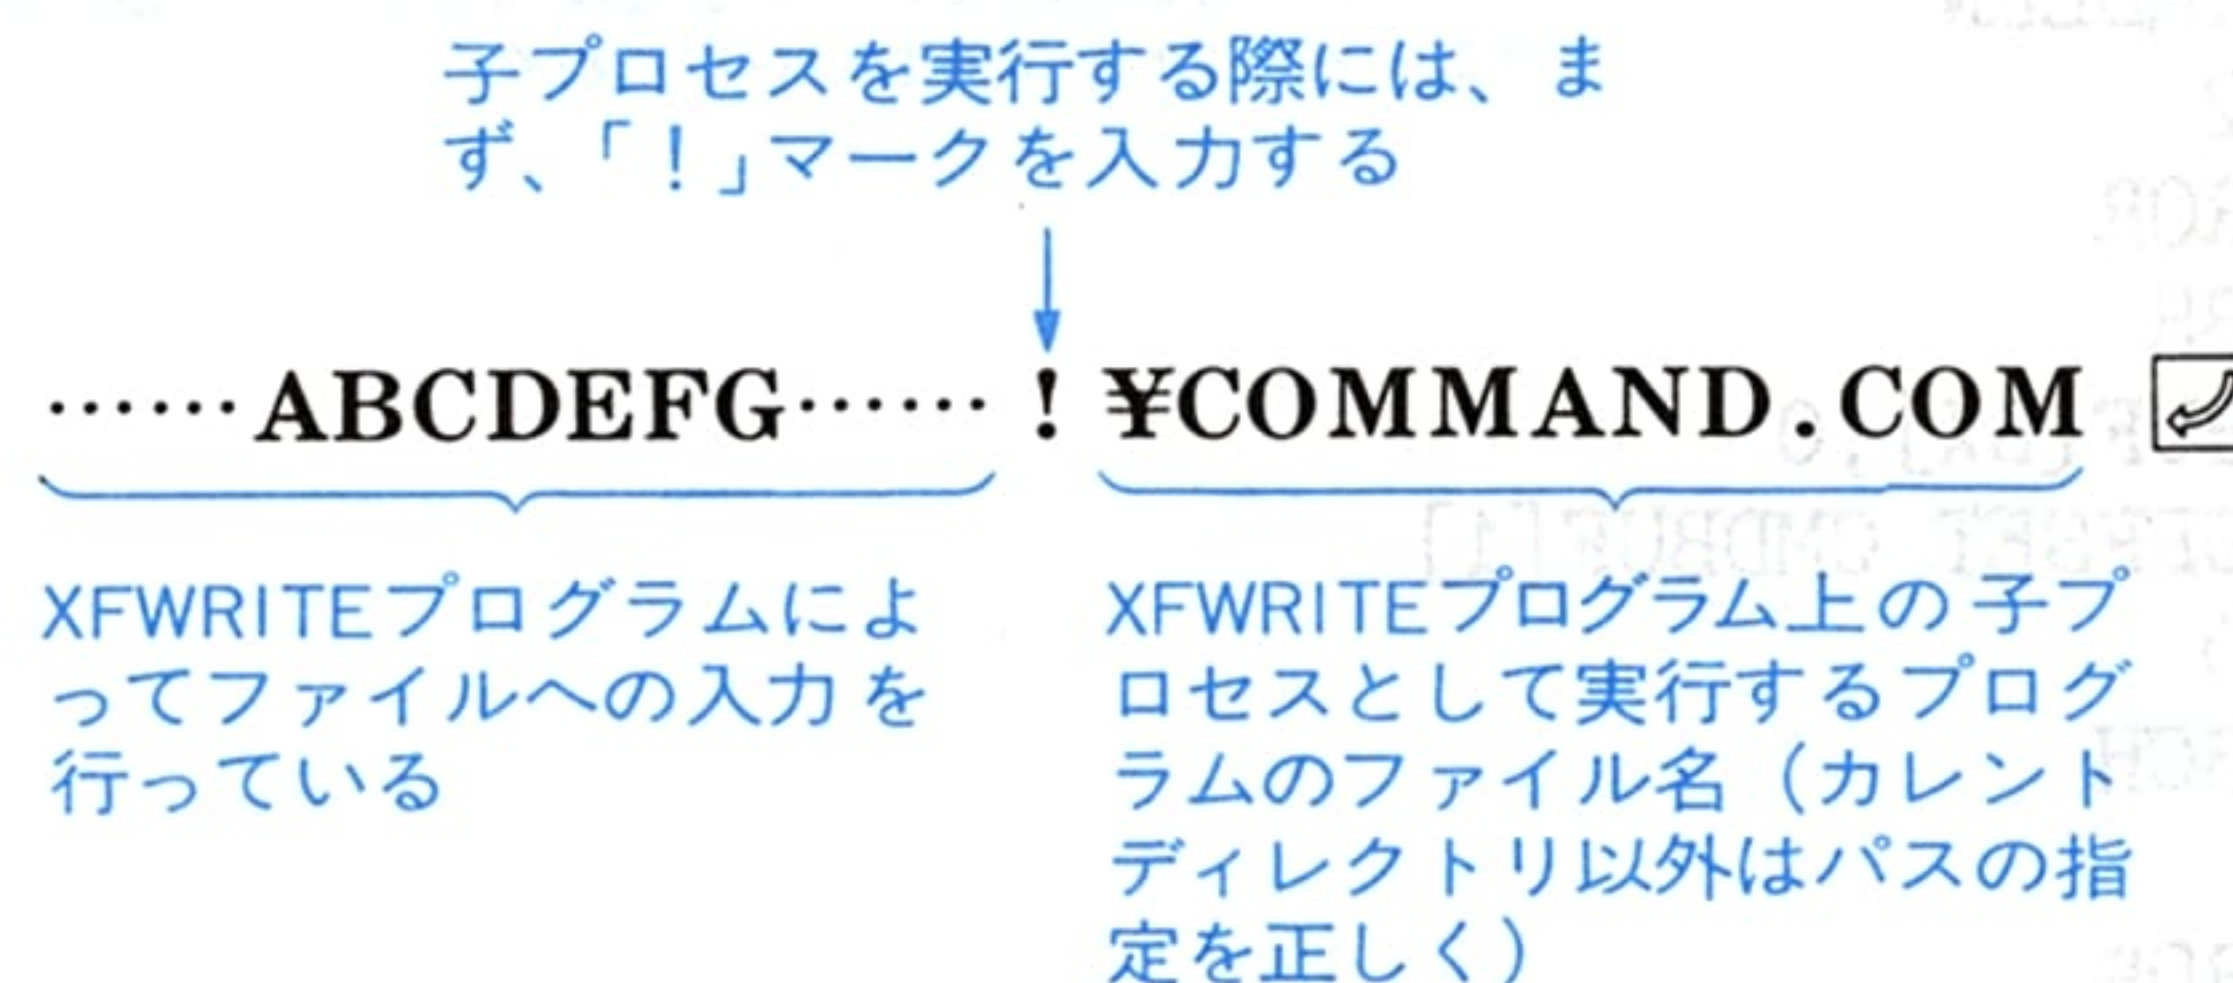 子プロセスを実行する際には、ま
ず、「！」マークを入力する
……ABCDEFG……！¥COMMAND.COM
XFWRITEプログラムによ
ってファイルへの入力を
行っている
XFWRITEプログラム上の子プ
ロセスとして実行するプログ
ラムのファイル名（カレント
ディレクトリ以外はパスの指
定を正しく）